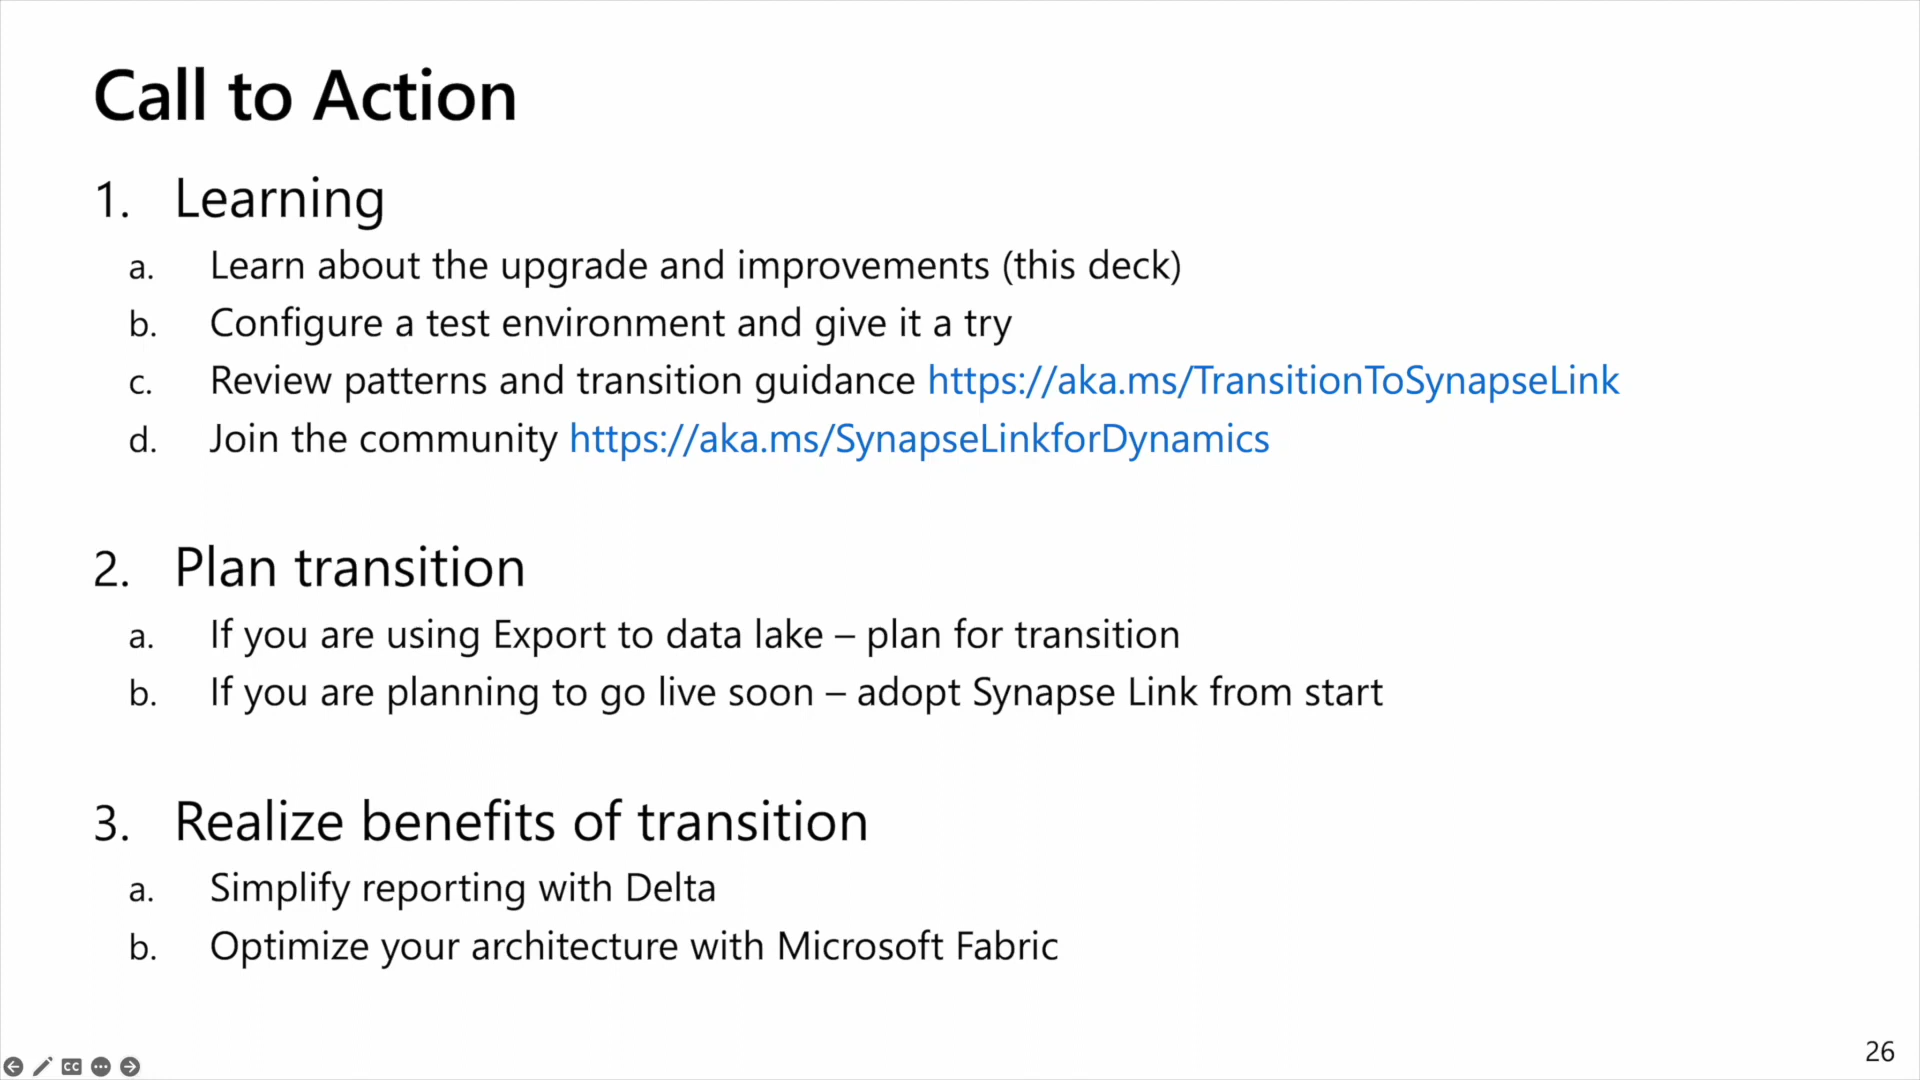 Call to Action
1. Learning
a. Learn about the upgrade and improvements (this deck)
b. Configure a test environment and give it a try
c. Review patterns and transition guidance https://aka.ms/TransitionToSynapseLink
d. Join the community https://aka.ms/SynapseLinkforDynamics
2. Plan transition
a. If you are using Export to data lake – plan for transition
b. If you are planning to go live soon – adopt Synapse Link from start
3. Realize benefits of transition
a. Simplify reporting with Delta
b. Optimize your architecture with Microsoft Fabric
26
CC